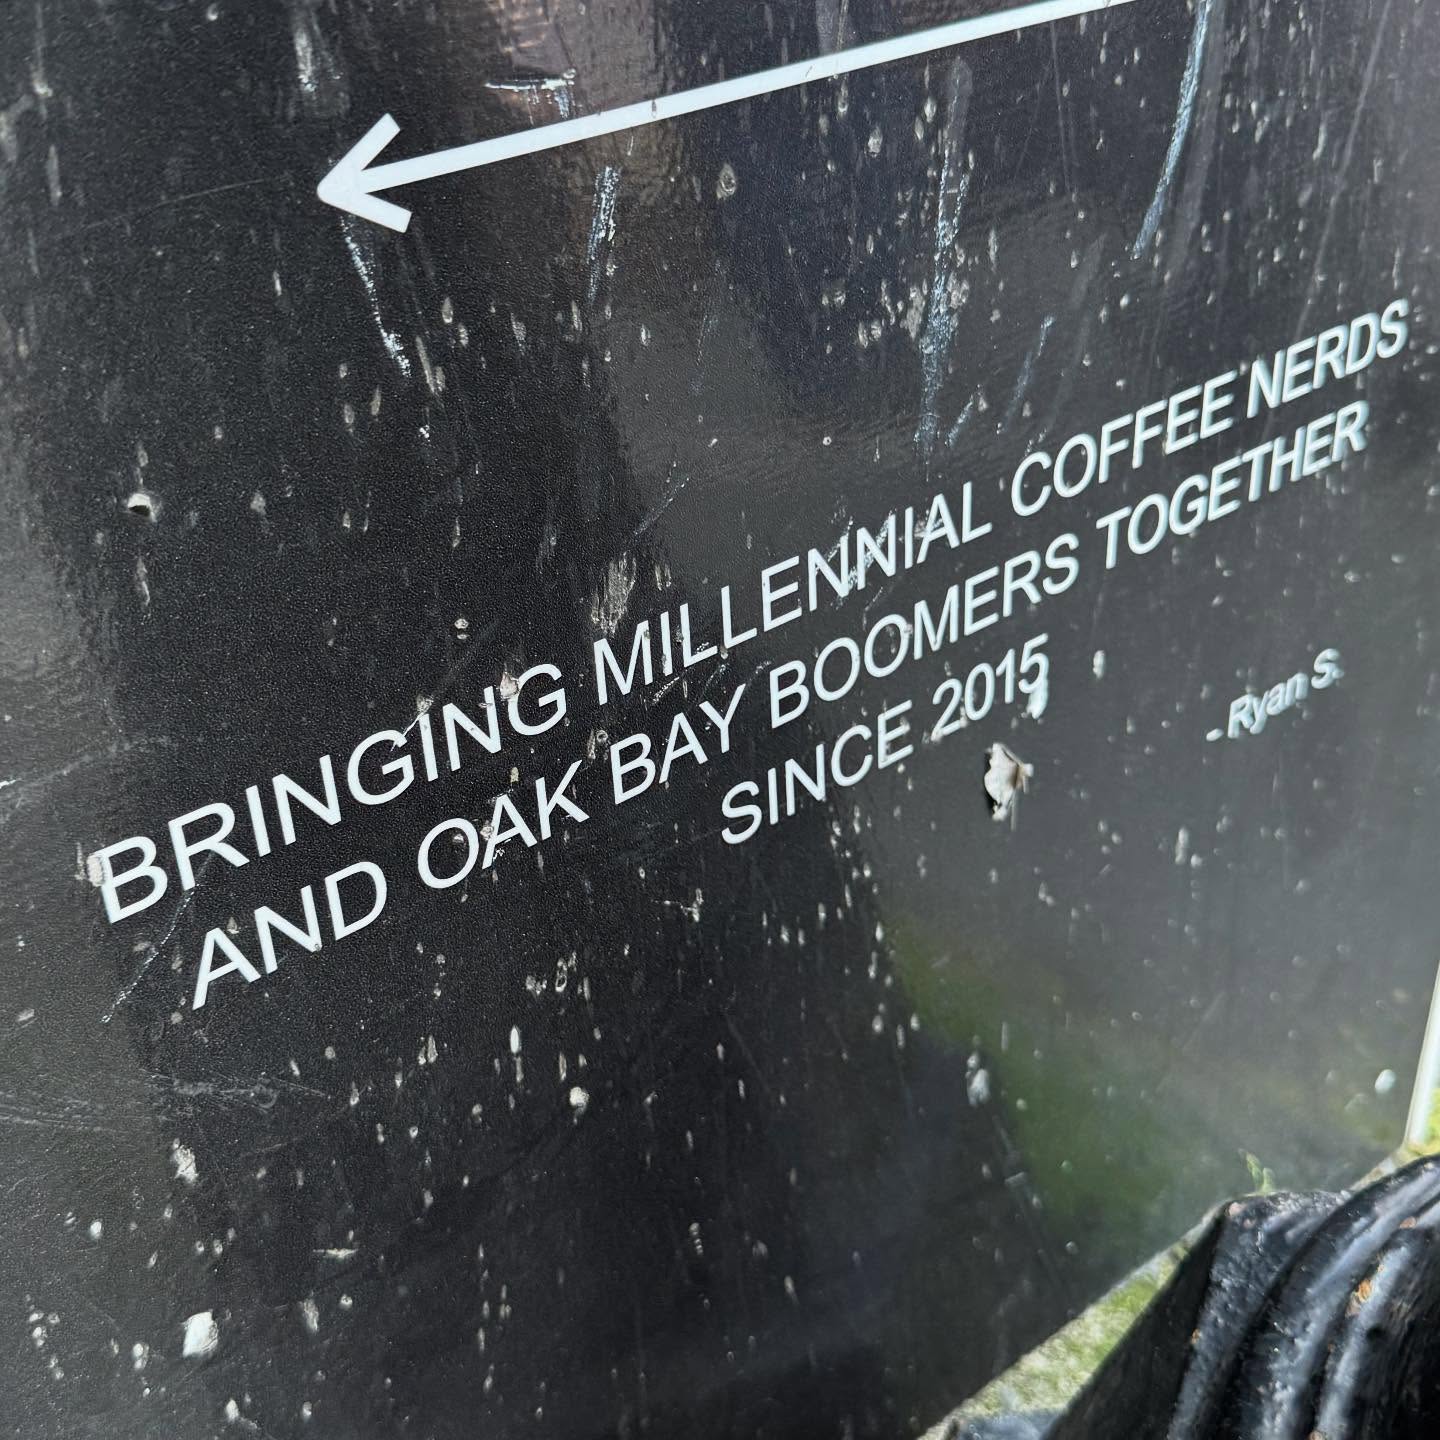 BRINGING MILLENNIAL COFFEE NERDS
AND OAK BAY BOOMERS TOGETHER
SINCE 2015
- Ryan S.